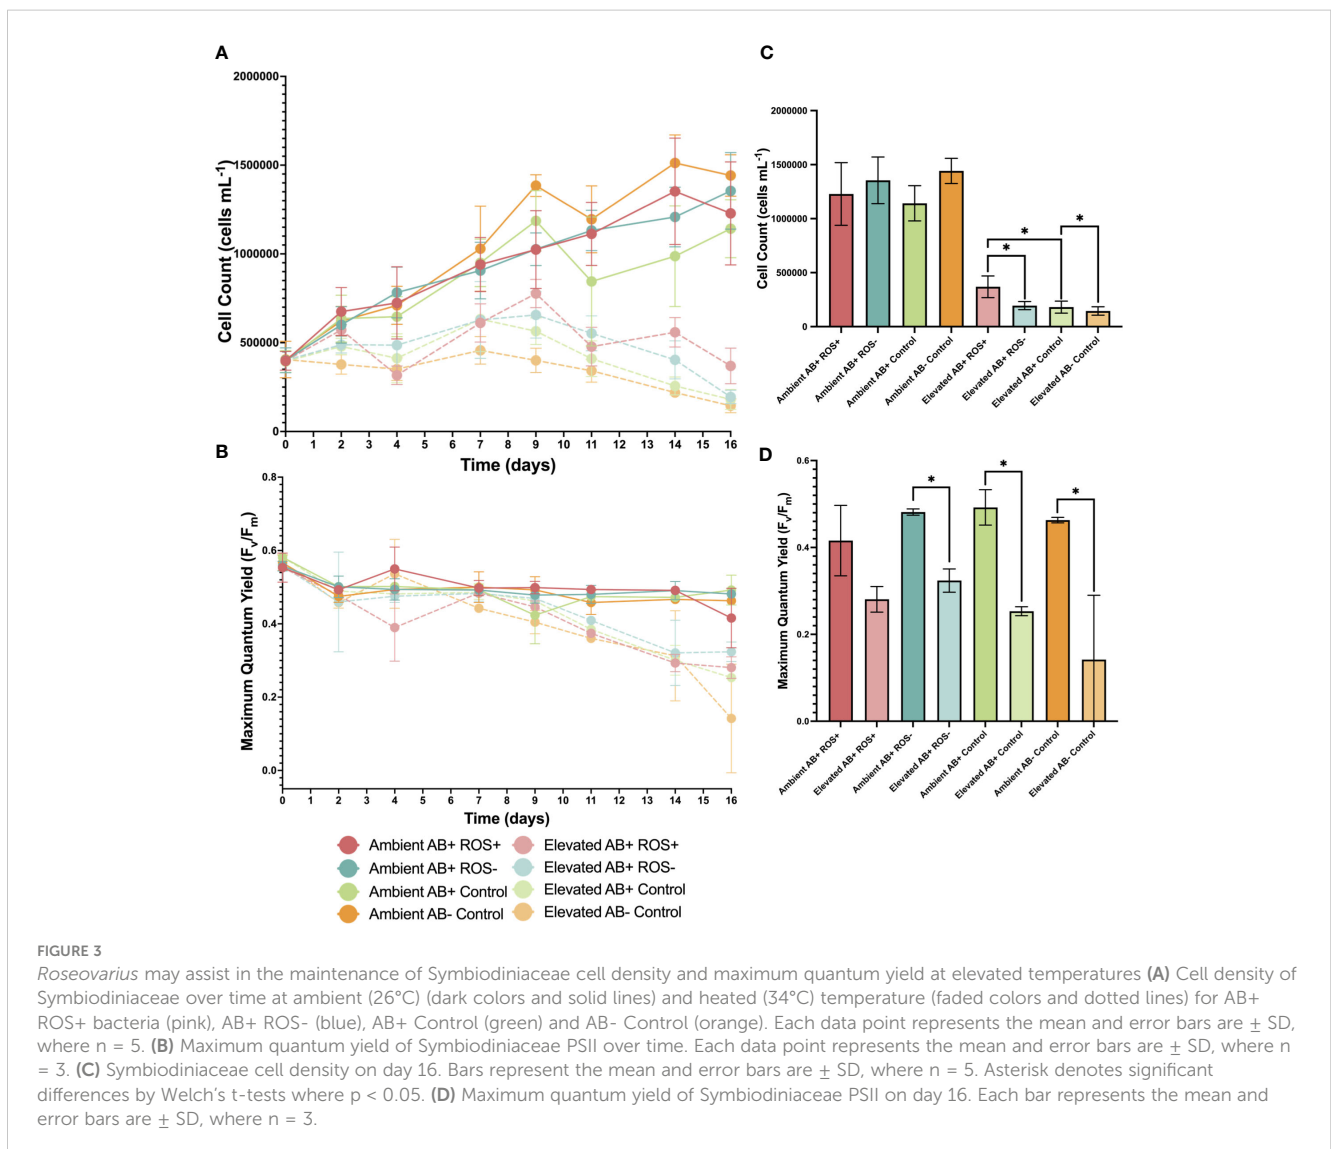 A
2000000
1500000
1000000
500000
0
Cell Count (cells mL-1)
0 1 2 3 4 5 6 7 8 9 10 11 12 13 14 15 16
Time (days)
C
2000000
1500000
1000000
500000
0
Cell Count (cells mL-1)
Ambient AB+ ROS+
Ambient AB+ ROS-
Ambient AB+ Control
Ambient AB- Control
Elevated AB+ ROS+
Elevated AB+ ROS-
Elevated AB+ Control
Elevated AB- Control
* * *
B
0.8
0.6
0.4
0.2
0.0
Maximum Quantum Yield (Fv/Fm)
0 1 2 3 4 5 6 7 8 9 10 11 12 13 14 15 16
Time (days)
D
0.6
0.4
0.2
0.0
Maximum Quantum Yield (Fv/Fm)
* * *
Ambient AB+ ROS+
Elevated AB+ ROS+
Ambient AB+ ROS-
Elevated AB+ ROS-
Ambient AB+ Control
Elevated AB+ Control
Ambient AB- Control
Elevated AB- Control
Ambient AB+ ROS+ Elevated AB+ ROS+
Ambient AB+ ROS- Elevated AB+ ROS-
Ambient AB+ Control Elevated AB+ Control
Ambient AB- Control Elevated AB- Control
FIGURE 3
Roseovarius may assist in the maintenance of Symbiodiniaceae cell density and maximum quantum yield at elevated temperatures (A) Cell density of
Symbiodiniaceae over time at ambient (26°C) (dark colors and solid lines) and heated (34°C) temperature (faded colors and dotted lines) for AB+
ROS+ bacteria (pink), AB+ ROS- (blue), AB+ Control (green) and AB- Control (orange). Each data point represents the mean and error bars are ± SD,
where n = 5. (B) Maximum quantum yield of Symbiodiniaceae PSII over time. Each data point represents the mean and error bars are ± SD, where n
= 3. (C) Symbiodiniaceae cell density on day 16. Bars represent the mean and error bars are ± SD, where n = 5. Asterisk denotes significant
differences by Welch's t-tests where p < 0.05. (D) Maximum quantum yield of Symbiodiniaceae PSII on day 16. Each bar represents the mean and
error bars are ± SD, where n = 3.